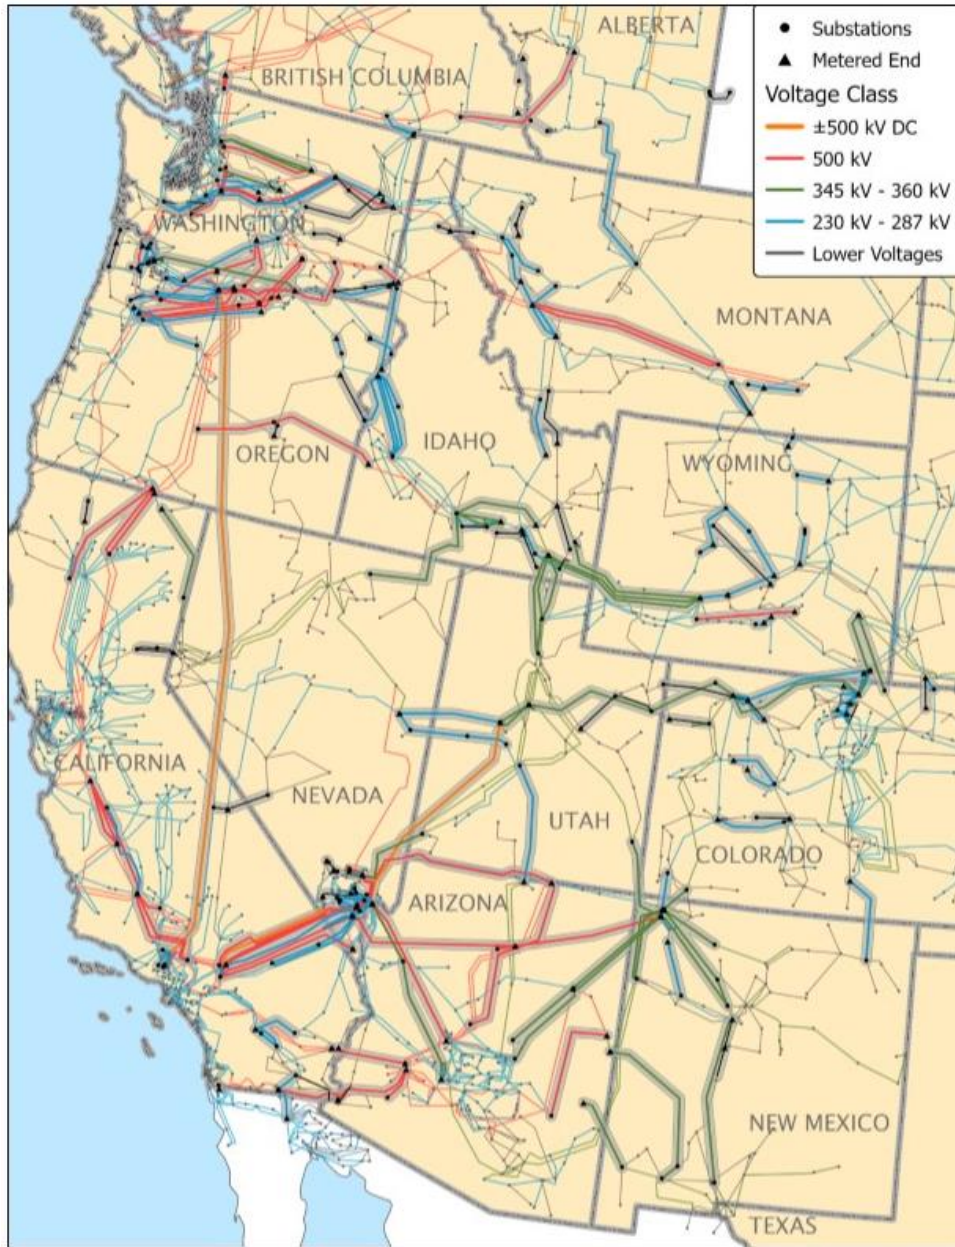 ALBERTA
BRITISH COLUMBIA
Substations
Metered End
Voltage Class
±500 kV DC
500 kV
345 kV - 360 kV
230 kV - 287 kV
Lower Voltages
WASHINGTON
MONTANA
OREGON
IDAHO
WYOMING
CALIFORNIA
NEVADA
UTAH
COLORADO
ARIZONA
NEW MEXICO
TEXAS